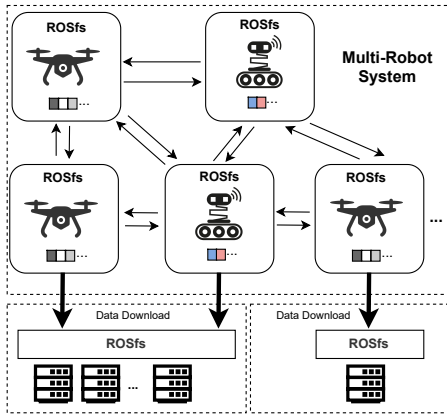 ROSfs
ROSfs
Multi-Robot
System
...
...
ROSfs
ROSfs
ROSfs
...
...
...
...
Data Download
Data Download
ROSfs
ROSfs
...